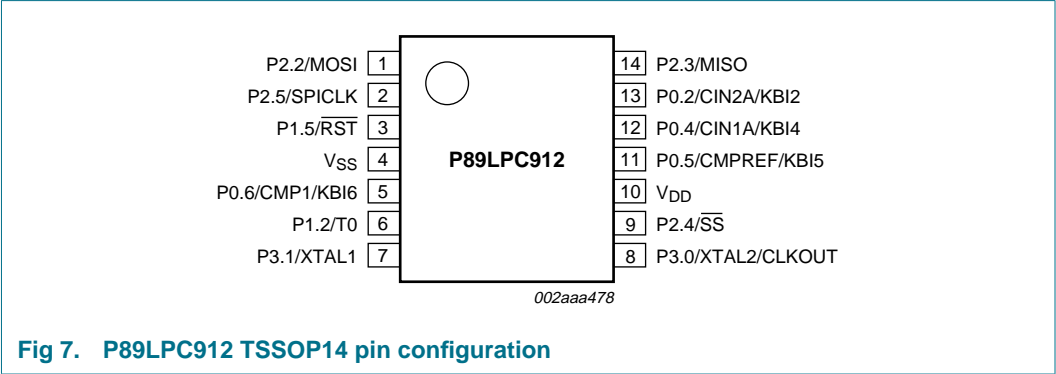 P2.2/MOSI 1 14 P2.3/MISO
P2.5/SPICLK 2 13 P0.2/CIN2A/KBI2
P1.5/R̅S̅T̅ 3 12 P0.4/CIN1A/KBI4
VSS 4 P89LPC912 11 P0.5/CMPREF/KBI5
P0.6/CMP1/KBI6 5 10 VDD
P1.2/T0 6 9 P2.4/S̅S̅
P3.1/XTAL1 7 8 P3.0/XTAL2/CLKOUT
002aaa478
Fig 7. P89LPC912 TSSOP14 pin configuration